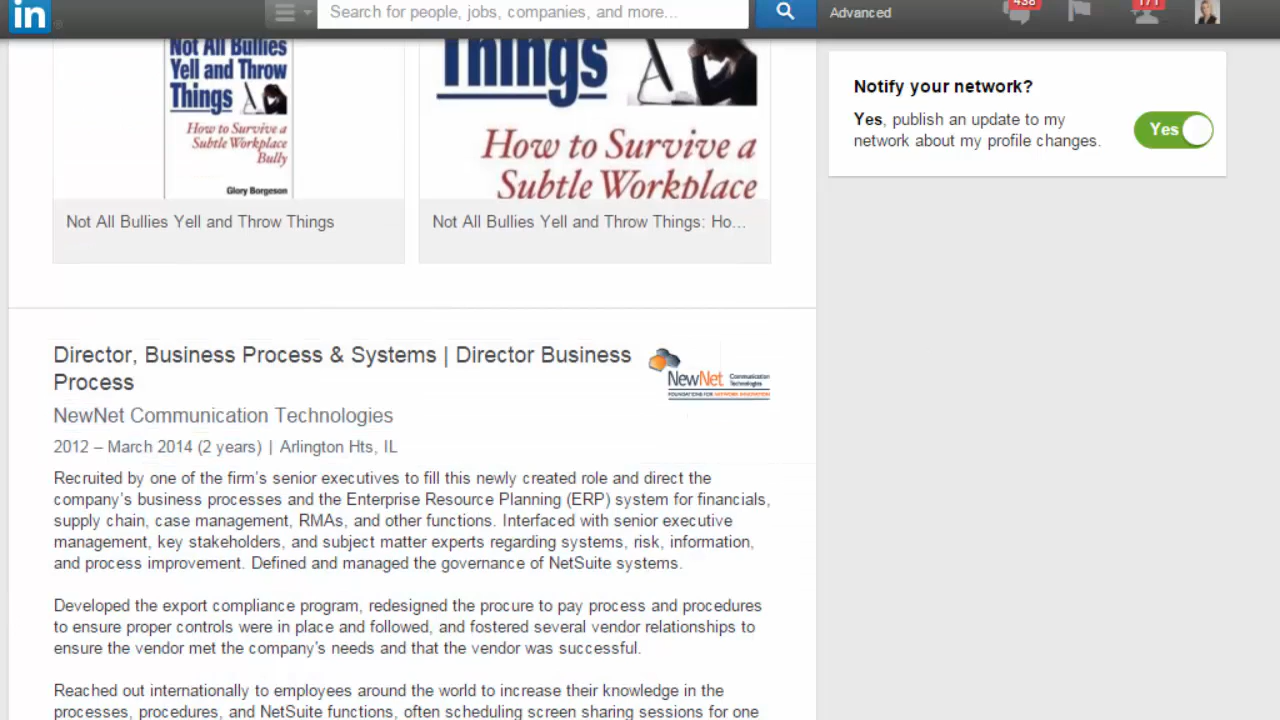 in
Search for people, jobs, companies, and more...
Advanced
438
171
Not All Bullies
Yell and Throw
Things
How to Survive a
Subtle Workplace
Bully
Glory Borgeson
Things
How to Survive a
Subtle Workplace
Not All Bullies Yell and Throw Things
Not All Bullies Yell and Throw Things: Ho...
Notify your network?
Yes, publish an update to my
network about my profile changes.
Yes
Director, Business Process & Systems | Director Business
Process
NewNet Communication
Technologies
FOUNDATIONS FOR NETWORK INNOVATION
NewNet Communication Technologies
2012 – March 2014 (2 years) | Arlington Hts, IL
Recruited by one of the firm's senior executives to fill this newly created role and direct the
company's business processes and the Enterprise Resource Planning (ERP) system for financials,
supply chain, case management, RMAs, and other functions. Interfaced with senior executive
management, key stakeholders, and subject matter experts regarding systems, risk, information,
and process improvement. Defined and managed the governance of NetSuite systems.
Developed the export compliance program, redesigned the procure to pay process and procedures
to ensure proper controls were in place and followed, and fostered several vendor relationships to
ensure the vendor met the company's needs and that the vendor was successful.
Reached out internationally to employees around the world to increase their knowledge in the
processes, procedures, and NetSuite functions, often scheduling screen sharing sessions for one